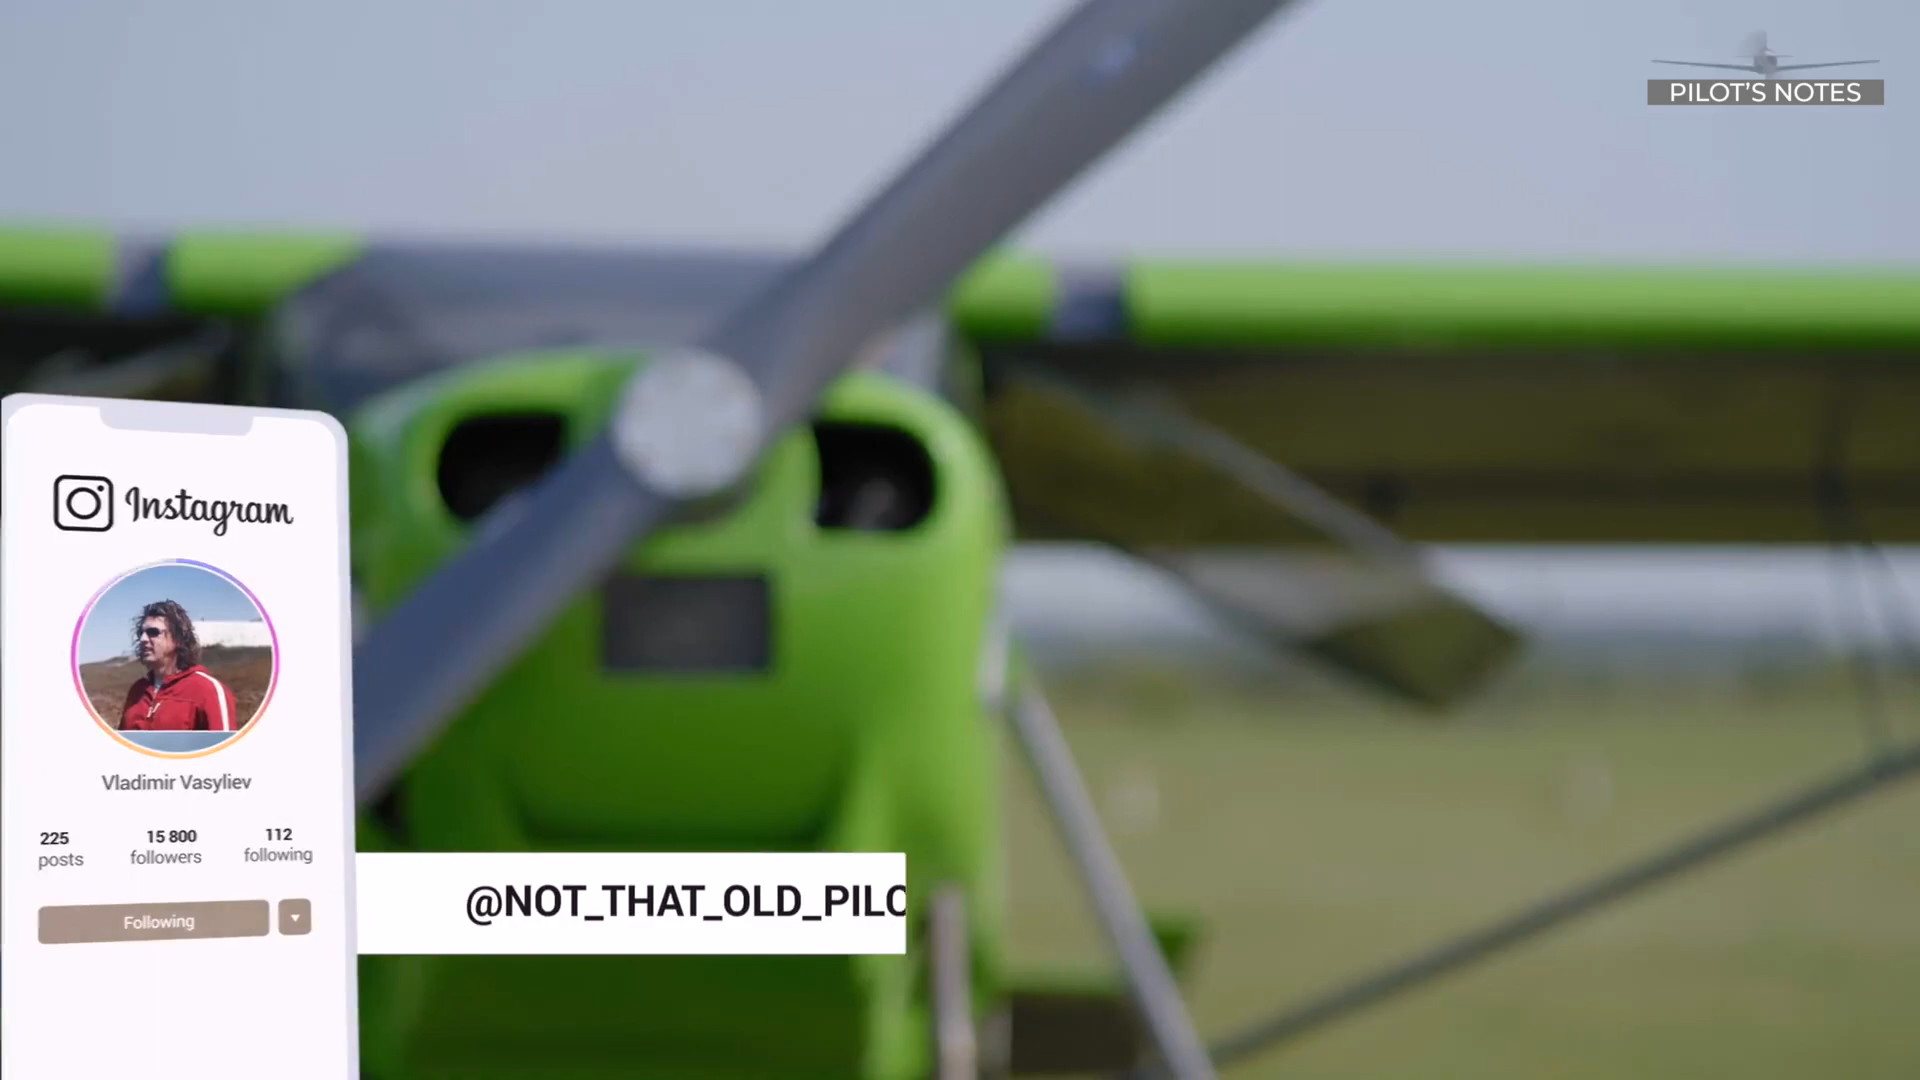 PILOT'S NOTES
Instagram
Vladimir Vasyliev
225 15 800 112
posts followers following
Following
@NOT_THAT_OLD_PILO